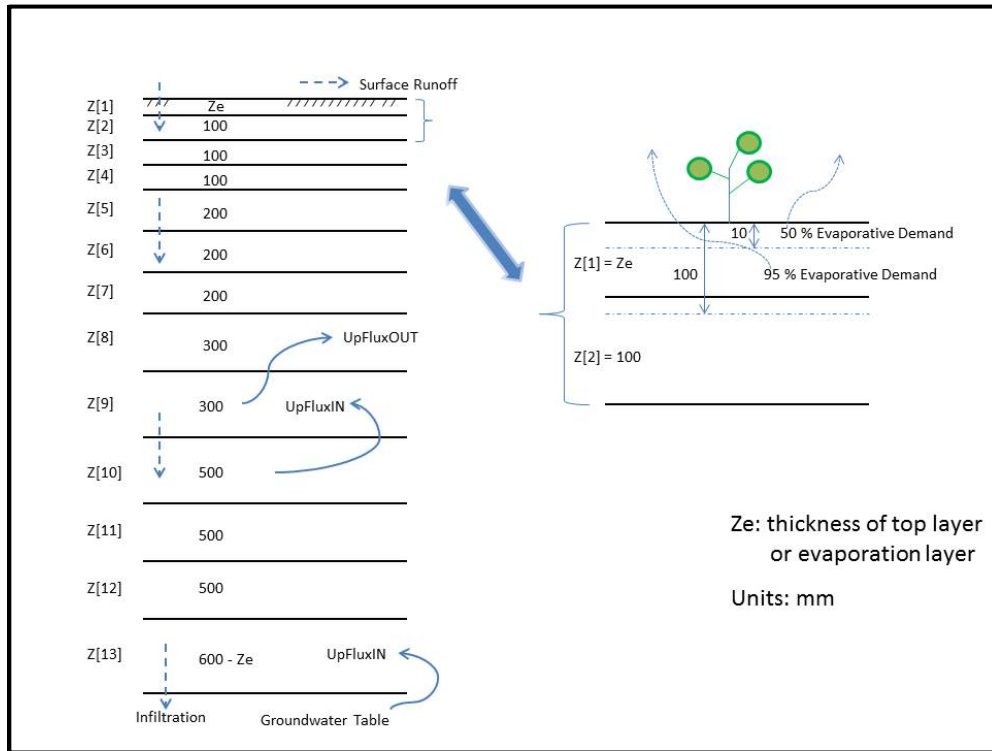 Surface Runoff
Z[1] Ze
Z[2] 100
Z[3] 100
Z[4] 100
Z[5] 200
Z[6] 200
Z[7] 200
Z[8] 300 UpFluxOUT
Z[9] 300 UpFluxIN
Z[10] 500
Z[11] 500
Z[12] 500
Z[13] 600 - Ze UpFluxIN
Infiltration Groundwater Table
10 50 % Evaporative Demand
Z[1] = Ze
100 95 % Evaporative Demand
Z[2] = 100
Ze: thickness of top layer
or evaporation layer
Units: mm